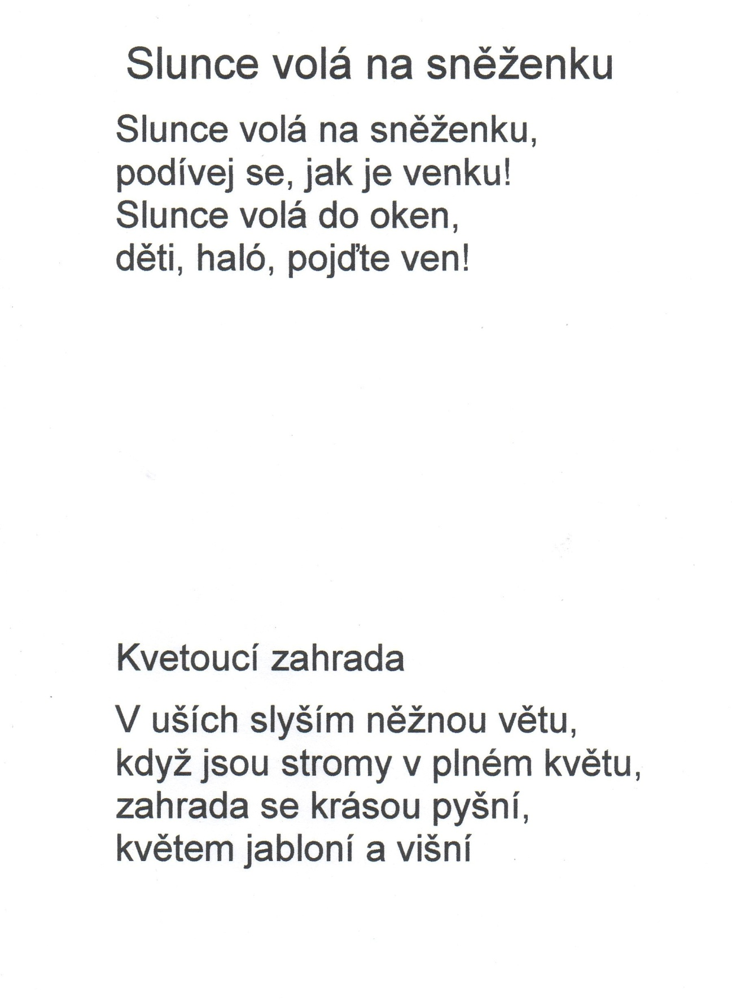 Slunce volá na sněženku
Slunce volá na sněženku,
podívej se, jak je venku!
Slunce volá do oken,
děti, haló, pojďte ven!
Kvetoucí zahrada
V uších slyším něžnou větu,
když jsou stromy v plném květu,
zahrada se krásou pyšní,
květem jabloní a višní